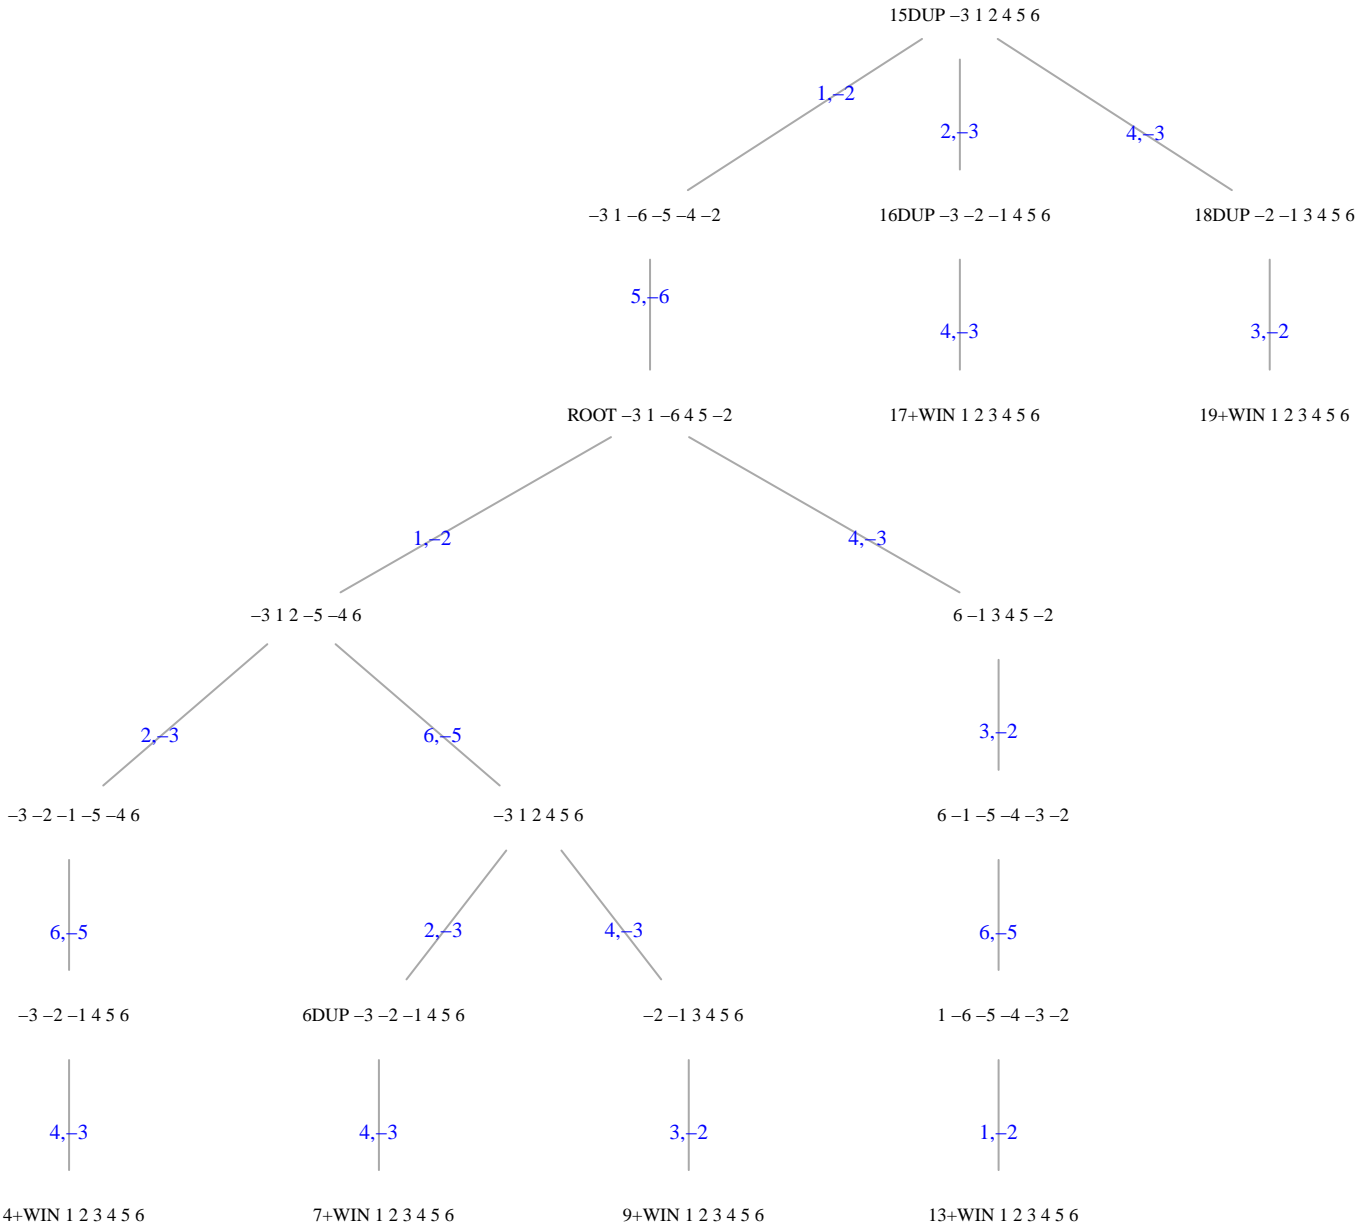 15DUP –3 1 2 4 5 6
1,–2
2,–3
4,–3
–3 1 –6 –5 –4 –2
16DUP –3 –2 –1 4 5 6
18DUP –2 –1 3 4 5 6
5,–6
4,–3
3,–2
ROOT –3 1 –6 4 5 –2
17+WIN 1 2 3 4 5 6
19+WIN 1 2 3 4 5 6
1,–2
4,–3
–3 1 2 –5 –4 6
6 –1 3 4 5 –2
2,–3
6,–5
3,–2
–3 –2 –1 –5 –4 6
–3 1 2 4 5 6
6 –1 –5 –4 –3 –2
6,–5
2,–3
4,–3
6,–5
–3 –2 –1 4 5 6
6DUP –3 –2 –1 4 5 6
–2 –1 3 4 5 6
1 –6 –5 –4 –3 –2
4,–3
4,–3
3,–2
1,–2
4+WIN 1 2 3 4 5 6
7+WIN 1 2 3 4 5 6
9+WIN 1 2 3 4 5 6
13+WIN 1 2 3 4 5 6